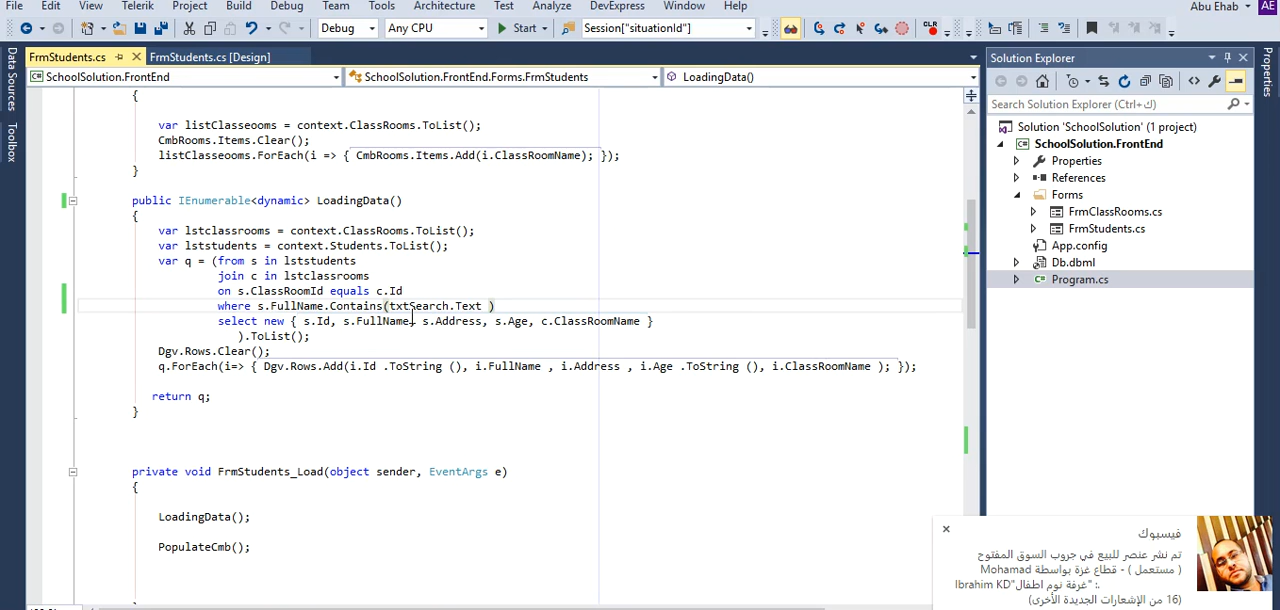 File Edit View Telerik Project Build Debug Team Tools Architecture Test Analyze DevExpress Window Help Abu Ehab AE
Debug Any CPU Start Session["situationId"] CLR
FrmStudents.cs FrmStudents.cs [Design]
SchoolSolution.FrontEnd SchoolSolution.FrontEnd.Forms.FrmStudents LoadingData()
Data Sources
Toolbox
{
var listClasseooms = context.ClassRooms.ToList();
CmbRooms.Items.Clear();
listClasseooms.ForEach(i => { CmbRooms.Items.Add(i.ClassRoomName); });
}
public IEnumerable<dynamic> LoadingData()
{
var lstclassrooms = context.ClassRooms.ToList();
var lststudents = context.Students.ToList();
var q = (from s in lststudents
join c in lstclassrooms
on s.ClassRoomId equals c.Id
where s.FullName.Contains(txtSearch.Text )
select new { s.Id, s.FullName, s.Address, s.Age, c.ClassRoomName }
).ToList();
Dgv.Rows.Clear();
q.ForEach(i=> { Dgv.Rows.Add(i.Id .ToString (), i.FullName , i.Address , i.Age .ToString (), i.ClassRoomName ); });
return q;
}
private void FrmStudents_Load(object sender, EventArgs e)
{
LoadingData();
PopulateCmb();
Solution Explorer
Search Solution Explorer (Ctrl+ك)
Solution 'SchoolSolution' (1 project)
SchoolSolution.FrontEnd
Properties
References
Forms
FrmClassRooms.cs
FrmStudents.cs
App.config
Db.dbml
Program.cs
Properties
فيسبوك
تم نشر عنصر للبيع في جروب السوق المفتوح
( مستعمل ) - قطاع غزة بواسطة Mohamad
Ibrahim KD‏: "غرفة نوم اطفال".
(16 من الإشعارات الجديدة الأخرى)